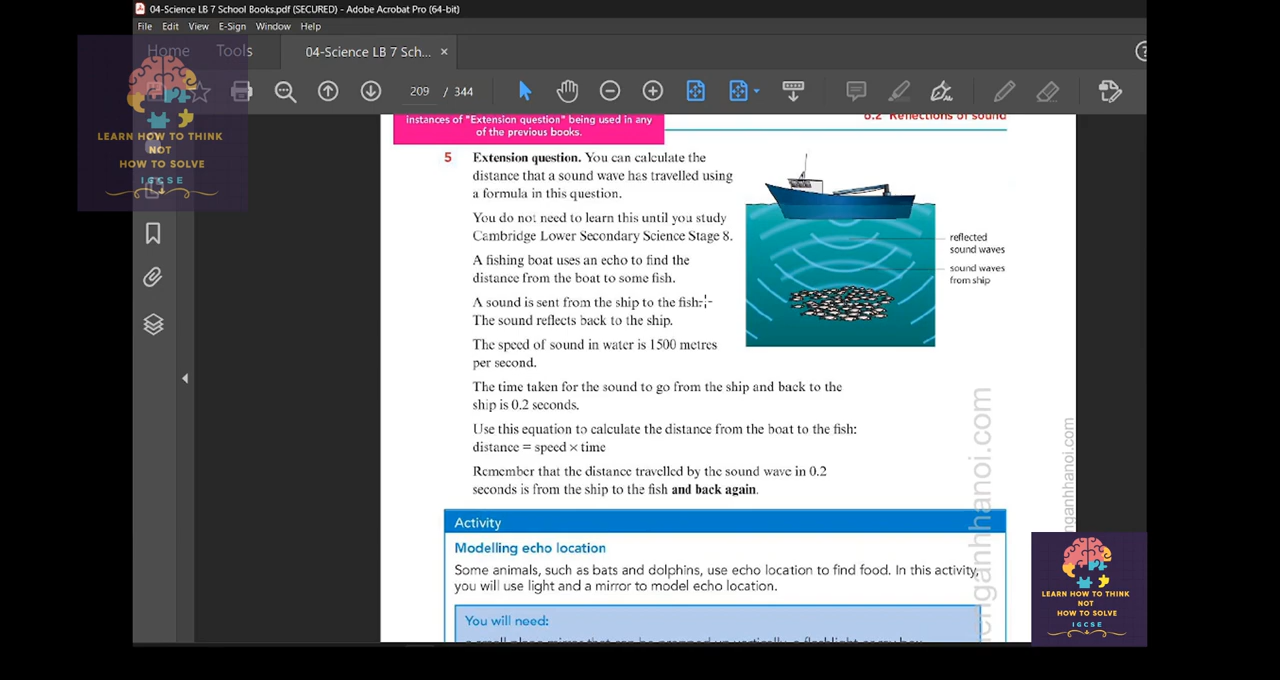 04-Science LB 7 School Books.pdf (SECURED) - Adobe Acrobat Pro (64-bit)
File Edit View E-Sign Window Help
Home Tools 04-Science LB 7 Sch... ×
209 / 344
LEARN HOW TO THINK
NOT
HOW TO SOLVE
IGCSE
instances of "Extension question" being used in any
of the previous books.
6.2 Reflections of sound
5 Extension question. You can calculate the
distance that a sound wave has travelled using
a formula in this question.
You do not need to learn this until you study
Cambridge Lower Secondary Science Stage 8.
A fishing boat uses an echo to find the
distance from the boat to some fish.
A sound is sent from the ship to the fish.
The sound reflects back to the ship.
The speed of sound in water is 1500 metres
per second.
reflected
sound waves
sound waves
from ship
The time taken for the sound to go from the ship and back to the
ship is 0.2 seconds.
Use this equation to calculate the distance from the boat to the fish:
distance = speed × time
Remember that the distance travelled by the sound wave in 0.2
seconds is from the ship to the fish and back again.
Activity
Modelling echo location
Some animals, such as bats and dolphins, use echo location to find food. In this activity,
you will use light and a mirror to model echo location.
You will need:
enganhhanoi.com
nganhhanoi.com
LEARN HOW TO THINK
NOT
HOW TO SOLVE
IGCSE